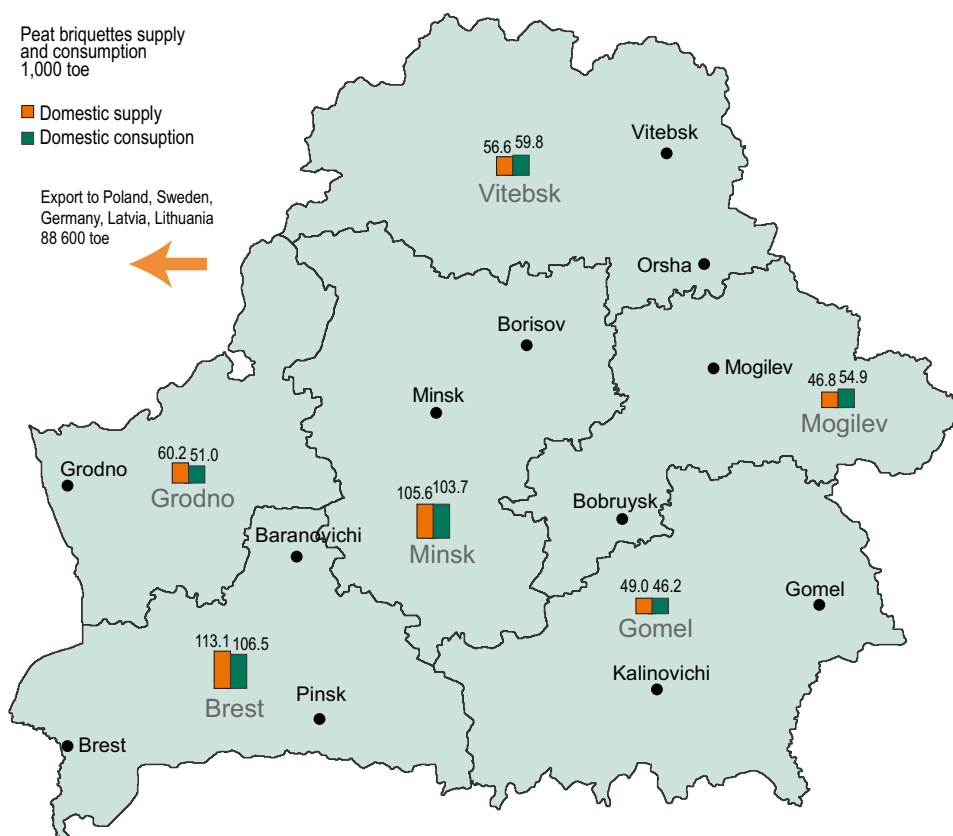 Peat briquettes supply
and consumption
1,000 toe
Domestic supply
Domestic consuption
Export to Poland, Sweden,
Germany, Latvia, Lithuania
88 600 toe
56.6 59.8
Vitebsk
Vitebsk
Orsha
Borisov
Minsk
Mogilev
46.8 54.9
Mogilev
60.2 51.0
Grodno
Grodno
105.6 103.7
Minsk
Bobruysk
Baranovichi
49.0 46.2
Gomel
Gomel
Kalinovichi
113.1 106.5
Brest
Pinsk
Brest